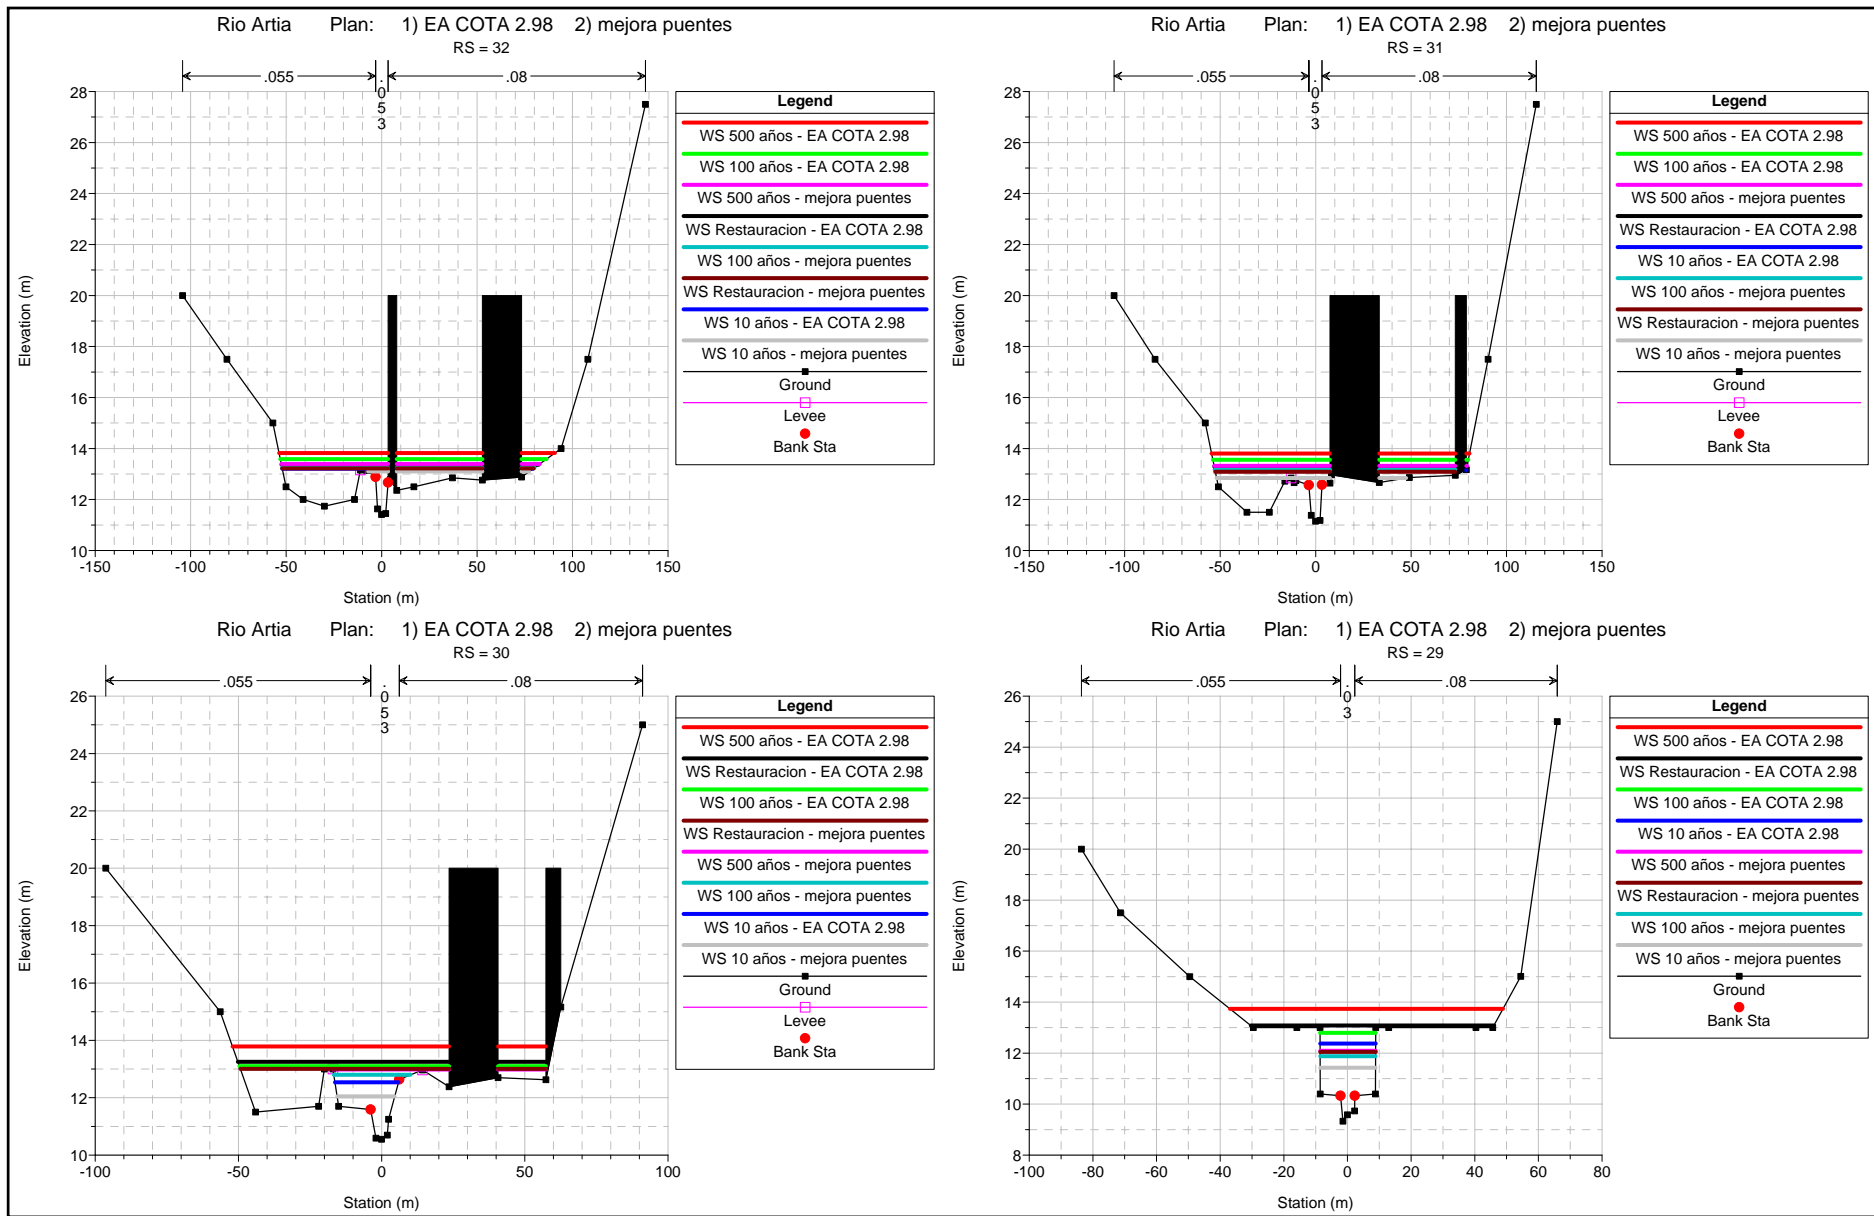 Rio Artia Plan: 1) EA COTA 2.98 2) mejora puentes
RS = 32
.055 .053 .08
Elevation (m)
28
26
24
22
20
18
16
14
12
10
-150 -100 -50 0 50 100 150
Station (m)
Legend
WS 500 años - EA COTA 2.98
WS 100 años - EA COTA 2.98
WS 500 años - mejora puentes
WS Restauracion - EA COTA 2.98
WS 100 años - mejora puentes
WS Restauracion - mejora puentes
WS 10 años - EA COTA 2.98
WS 10 años - mejora puentes
Ground
Levee
Bank Sta
Rio Artia Plan: 1) EA COTA 2.98 2) mejora puentes
RS = 31
.055 .053 .08
Elevation (m)
28
26
24
22
20
18
16
14
12
10
-150 -100 -50 0 50 100 150
Station (m)
Legend
WS 500 años - EA COTA 2.98
WS 100 años - EA COTA 2.98
WS 500 años - mejora puentes
WS Restauracion - EA COTA 2.98
WS 10 años - EA COTA 2.98
WS 100 años - mejora puentes
WS Restauracion - mejora puentes
WS 10 años - mejora puentes
Ground
Levee
Bank Sta
Rio Artia Plan: 1) EA COTA 2.98 2) mejora puentes
RS = 30
.055 .053 .08
Elevation (m)
26
24
22
20
18
16
14
12
10
-100 -50 0 50 100
Station (m)
Legend
WS 500 años - EA COTA 2.98
WS Restauracion - EA COTA 2.98
WS 100 años - EA COTA 2.98
WS Restauracion - mejora puentes
WS 500 años - mejora puentes
WS 100 años - mejora puentes
WS 10 años - EA COTA 2.98
WS 10 años - mejora puentes
Ground
Levee
Bank Sta
Rio Artia Plan: 1) EA COTA 2.98 2) mejora puentes
RS = 29
.055 .03 .08
Elevation (m)
26
24
22
20
18
16
14
12
10
8
-100 -80 -60 -40 -20 0 20 40 60 80
Station (m)
Legend
WS 500 años - EA COTA 2.98
WS Restauracion - EA COTA 2.98
WS 100 años - EA COTA 2.98
WS 10 años - EA COTA 2.98
WS 500 años - mejora puentes
WS Restauracion - mejora puentes
WS 100 años - mejora puentes
WS 10 años - mejora puentes
Ground
Bank Sta